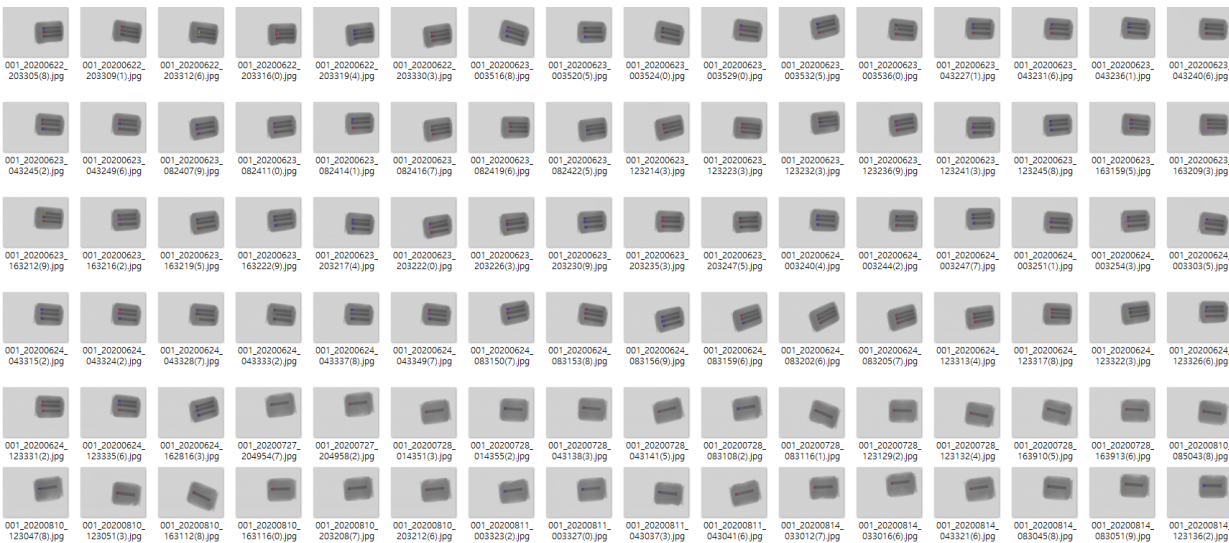 001_20200622_ 001_20200622_ 001_20200622_ 001_20200622_ 001_20200622_ 001_20200622_ 001_20200623_ 001_20200623_ 001_20200623_ 001_20200623_ 001_20200623_ 001_20200623_ 001_20200623_ 001_20200623_ 001_20200623_ 001_20200623_
203305(8).jpg 203309(1).jpg 203312(6).jpg 203316(0).jpg 203319(4).jpg 203330(3).jpg 003516(8).jpg 003520(5).jpg 003524(0).jpg 003529(0).jpg 003532(5).jpg 003536(0).jpg 043227(1).jpg 043231(6).jpg 043236(1).jpg 043240(6).jpg
001_20200623_ 001_20200623_ 001_20200623_ 001_20200623_ 001_20200623_ 001_20200623_ 001_20200623_ 001_20200623_ 001_20200623_ 001_20200623_ 001_20200623_ 001_20200623_ 001_20200623_ 001_20200623_ 001_20200623_ 001_20200623_
043245(2).jpg 043249(6).jpg 082407(9).jpg 082411(0).jpg 082414(1).jpg 082416(7).jpg 082419(6).jpg 082422(5).jpg 123214(3).jpg 123223(3).jpg 123232(3).jpg 123236(9).jpg 123241(3).jpg 123245(8).jpg 163159(5).jpg 163209(3).jpg
001_20200623_ 001_20200623_ 001_20200623_ 001_20200623_ 001_20200623_ 001_20200623_ 001_20200623_ 001_20200623_ 001_20200623_ 001_20200623_ 001_20200624_ 001_20200624_ 001_20200624_ 001_20200624_ 001_20200624_ 001_20200624_
163212(9).jpg 163216(2).jpg 163219(5).jpg 163222(9).jpg 203217(4).jpg 203222(0).jpg 203226(3).jpg 203230(9).jpg 203235(3).jpg 203247(5).jpg 003240(4).jpg 003244(2).jpg 003247(7).jpg 003251(1).jpg 003254(3).jpg 003303(5).jpg
001_20200624_ 001_20200624_ 001_20200624_ 001_20200624_ 001_20200624_ 001_20200624_ 001_20200624_ 001_20200624_ 001_20200624_ 001_20200624_ 001_20200624_ 001_20200624_ 001_20200624_ 001_20200624_ 001_20200624_ 001_20200624_
043315(2).jpg 043324(2).jpg 043328(7).jpg 043333(2).jpg 043337(8).jpg 043349(7).jpg 083150(7).jpg 083153(8).jpg 083156(9).jpg 083159(6).jpg 083202(6).jpg 083205(7).jpg 123313(4).jpg 123317(8).jpg 123322(3).jpg 123326(6).jpg
001_20200624_ 001_20200624_ 001_20200624_ 001_20200727_ 001_20200727_ 001_20200728_ 001_20200728_ 001_20200728_ 001_20200728_ 001_20200728_ 001_20200728_ 001_20200728_ 001_20200728_ 001_20200728_ 001_20200728_ 001_20200810_
123331(2).jpg 123335(6).jpg 162816(3).jpg 204954(7).jpg 204958(2).jpg 014351(3).jpg 014355(2).jpg 043138(3).jpg 043141(5).jpg 083108(2).jpg 083116(1).jpg 123129(2).jpg 123132(4).jpg 163910(5).jpg 163913(6).jpg 085043(8).jpg
001_20200810_ 001_20200810_ 001_20200810_ 001_20200810_ 001_20200810_ 001_20200810_ 001_20200811_ 001_20200811_ 001_20200811_ 001_20200811_ 001_20200814_ 001_20200814_ 001_20200814_ 001_20200814_ 001_20200814_ 001_20200814_
123047(8).jpg 123051(3).jpg 163112(8).jpg 163116(0).jpg 203208(7).jpg 203212(6).jpg 003323(2).jpg 003327(0).jpg 043037(3).jpg 043041(6).jpg 033012(7).jpg 033016(6).jpg 043321(6).jpg 083045(8).jpg 083051(9).jpg 123136(2).jpg